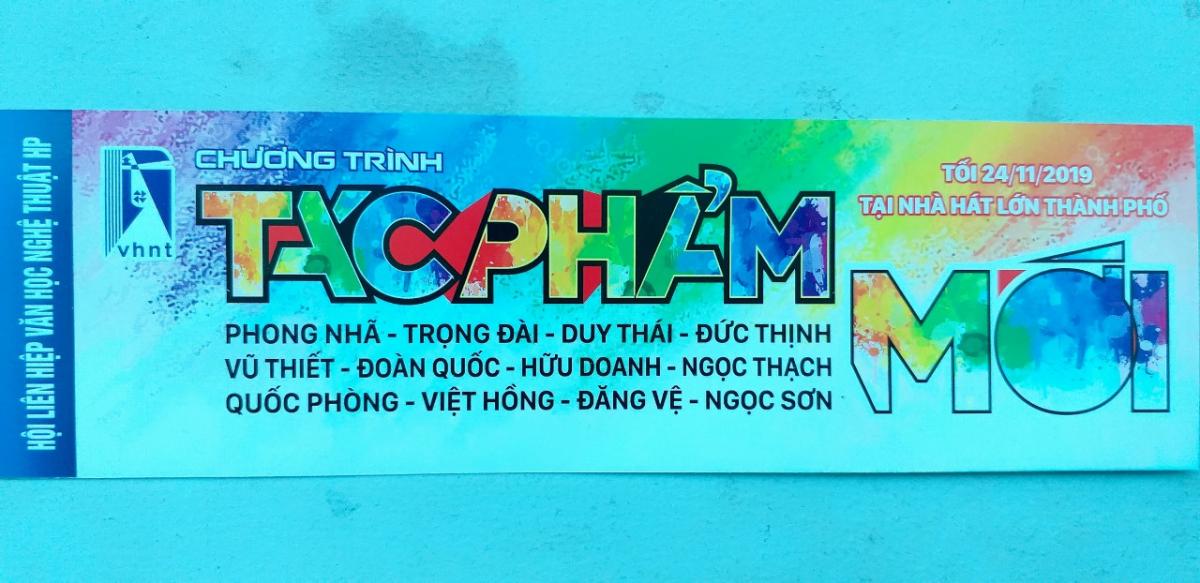 HỘI LIÊN HIỆP VĂN HỌC NGHỆ THUẬT HP
vhnt
CHƯƠNG TRÌNH
TÁC PHẨM
MỚI
TỐI 24/11/2019
TẠI NHÀ HÁT LỚN THÀNH PHỐ
PHONG NHÃ - TRỌNG ĐÀI - DUY THÁI - ĐỨC THỊNH
VŨ THIẾT - ĐOÀN QUỐC - HỮU DOANH - NGỌC THẠCH
QUỐC PHÒNG - VIỆT HỒNG - ĐĂNG VỆ - NGỌC SƠN